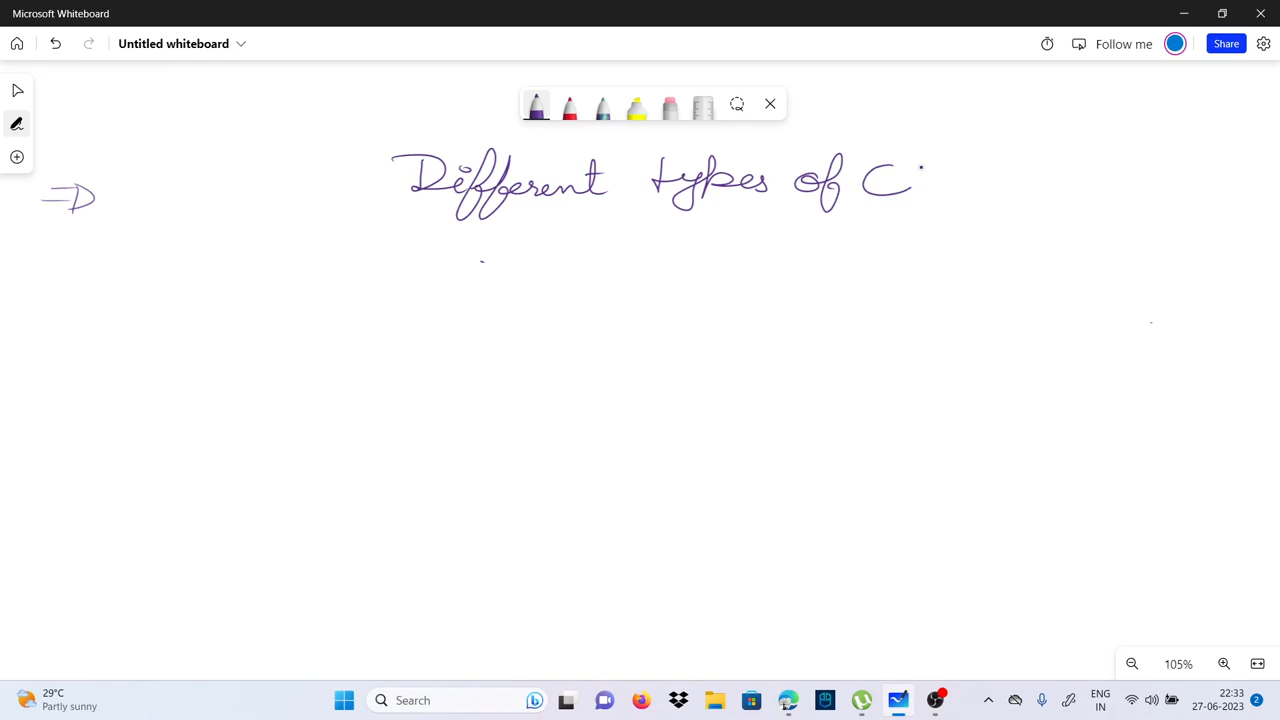 Microsoft Whiteboard
Untitled whiteboard
Follow me
Share
Different types of C
105%
29°C
Partly sunny
Search
ENG
IN
22:33
27-06-2023
2